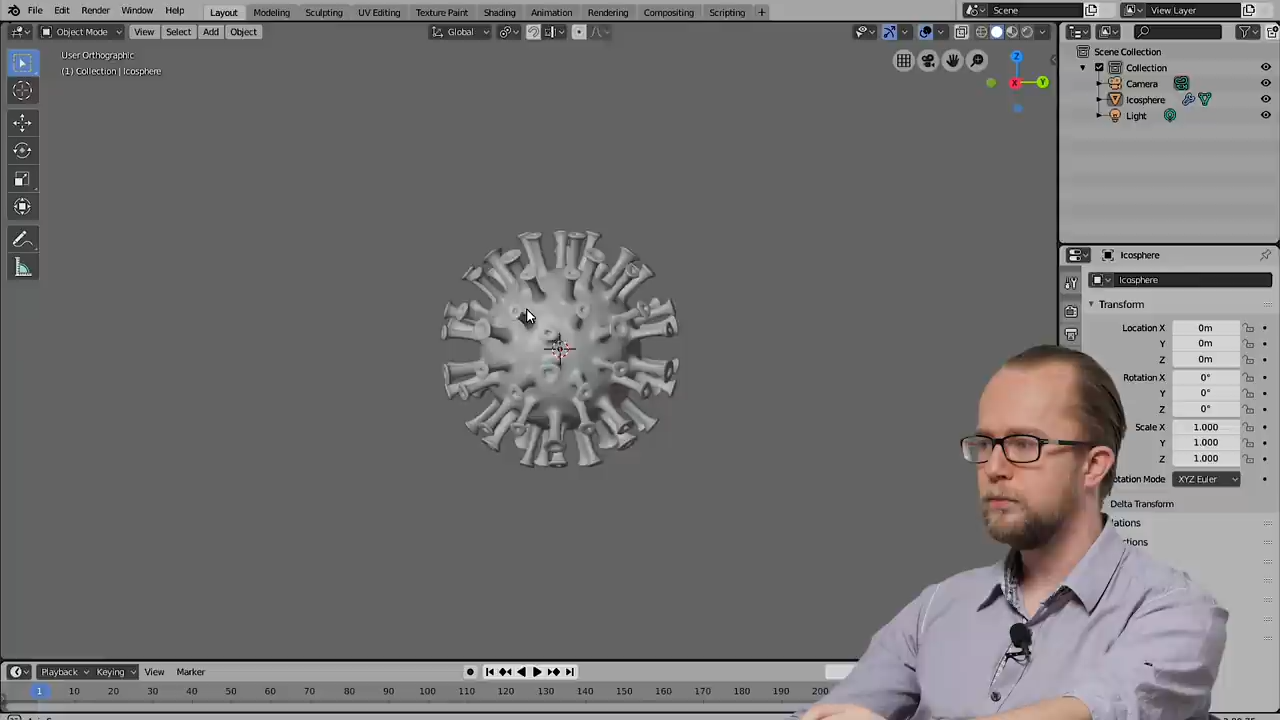 File Edit Render Window Help Layout Modeling Sculpting UV Editing Texture Paint Shading Animation Rendering Compositing Scripting + Scene View Layer
Object Mode View Select Add Object Global
User Orthographic
(1) Collection | Icosphere
Z
X
Y
Scene Collection
Collection
Camera
Icosphere
Light
Icosphere
Icosphere
Transform
Location X 0m
Y 0m
Z 0m
Rotation X 0°
Y 0°
Z 0°
Scale X 1.000
Y 1.000
Z 1.000
otation Mode XYZ Euler
Delta Transform
lations
ections
Playback Keying View Marker
1 10 20 30 40 50 60 70 80 90 100 110 120 130 140 150 160 170 180 190 200